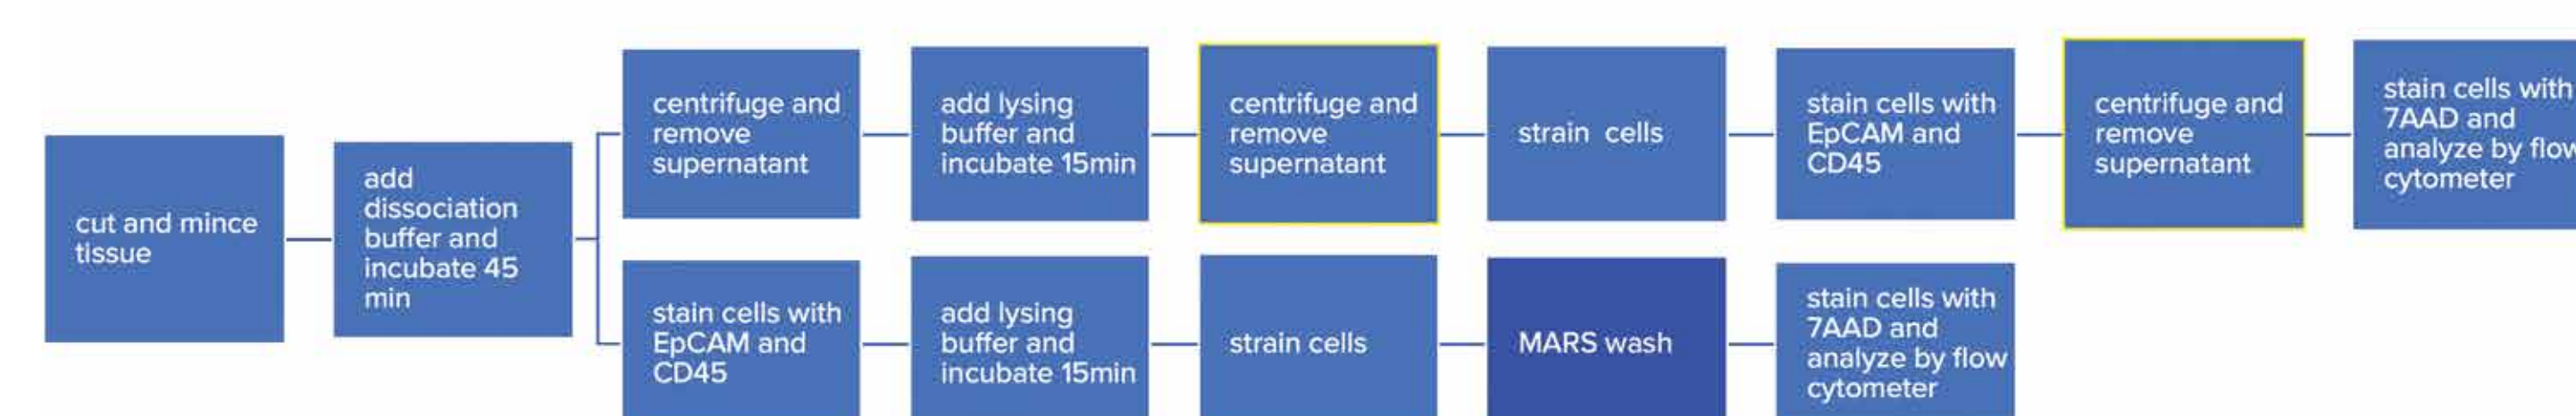 cut and mince
tissue
add
dissociation
buffer and
incubate 45
min
centrifuge and
remove
supernatant
add lysing
buffer and
incubate 15min
centrifuge and
remove
supernatant
strain cells
stain cells with
EpCAM and
CD45
centrifuge and
remove
supernatant
stain cells with
7AAD and
analyze by flow
cytometer
stain cells with
EpCAM and
CD45
add lysing
buffer and
incubate 15min
strain cells
MARS wash
stain cells with
7AAD and
analyze by flow
cytometer